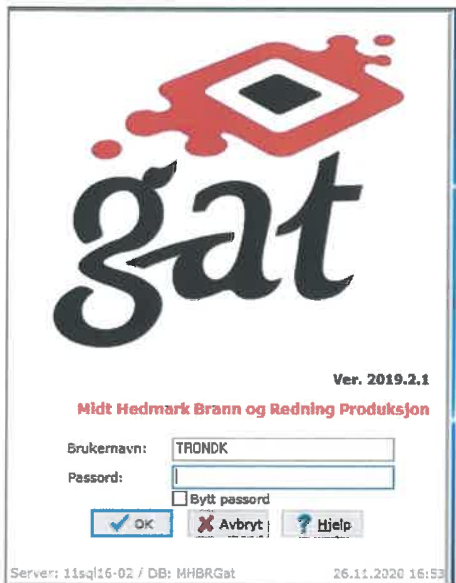 gat
Ver. 2019.2.1
Midt Hedmark Brann og Redning Produksjon
Brukernavn: TRONDK
Passord:
Bytt passord
OK Avbryt ? Hjelp
Server: 11sql16-02 / DB: MHBRGat 26.11.2020 16:53